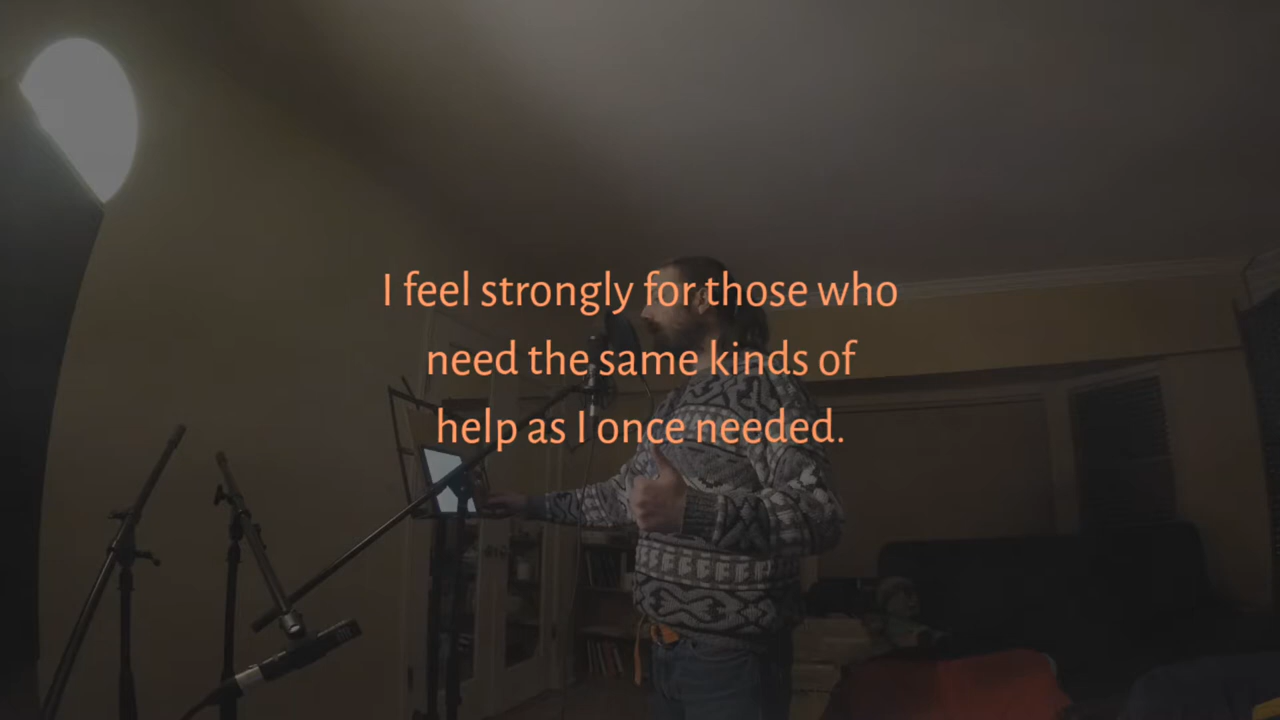 I feel strongly for those who
need the same kinds of
help as I once needed.